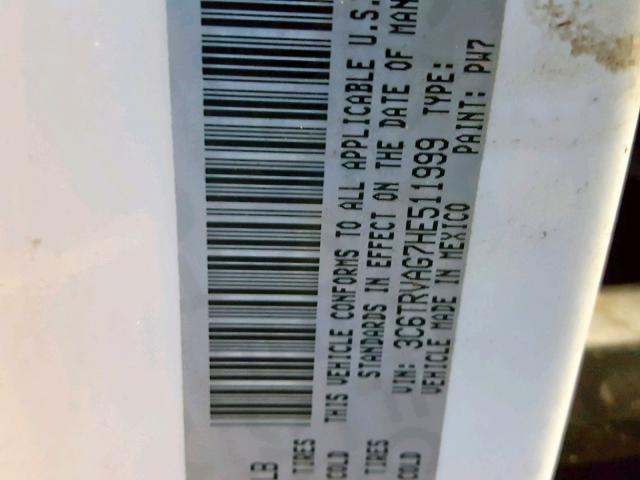 LB
TIRES
COLD
THIS VEHICLE CONFORMS TO ALL APPLICABLE U.S.
TIRES STANDARDS IN EFFECT ON THE DATE OF MAN
COLD VIN: 3C6TRVAG7HE511999 TYPE:
VEHICLE MADE IN MEXICO PAINT: PW7